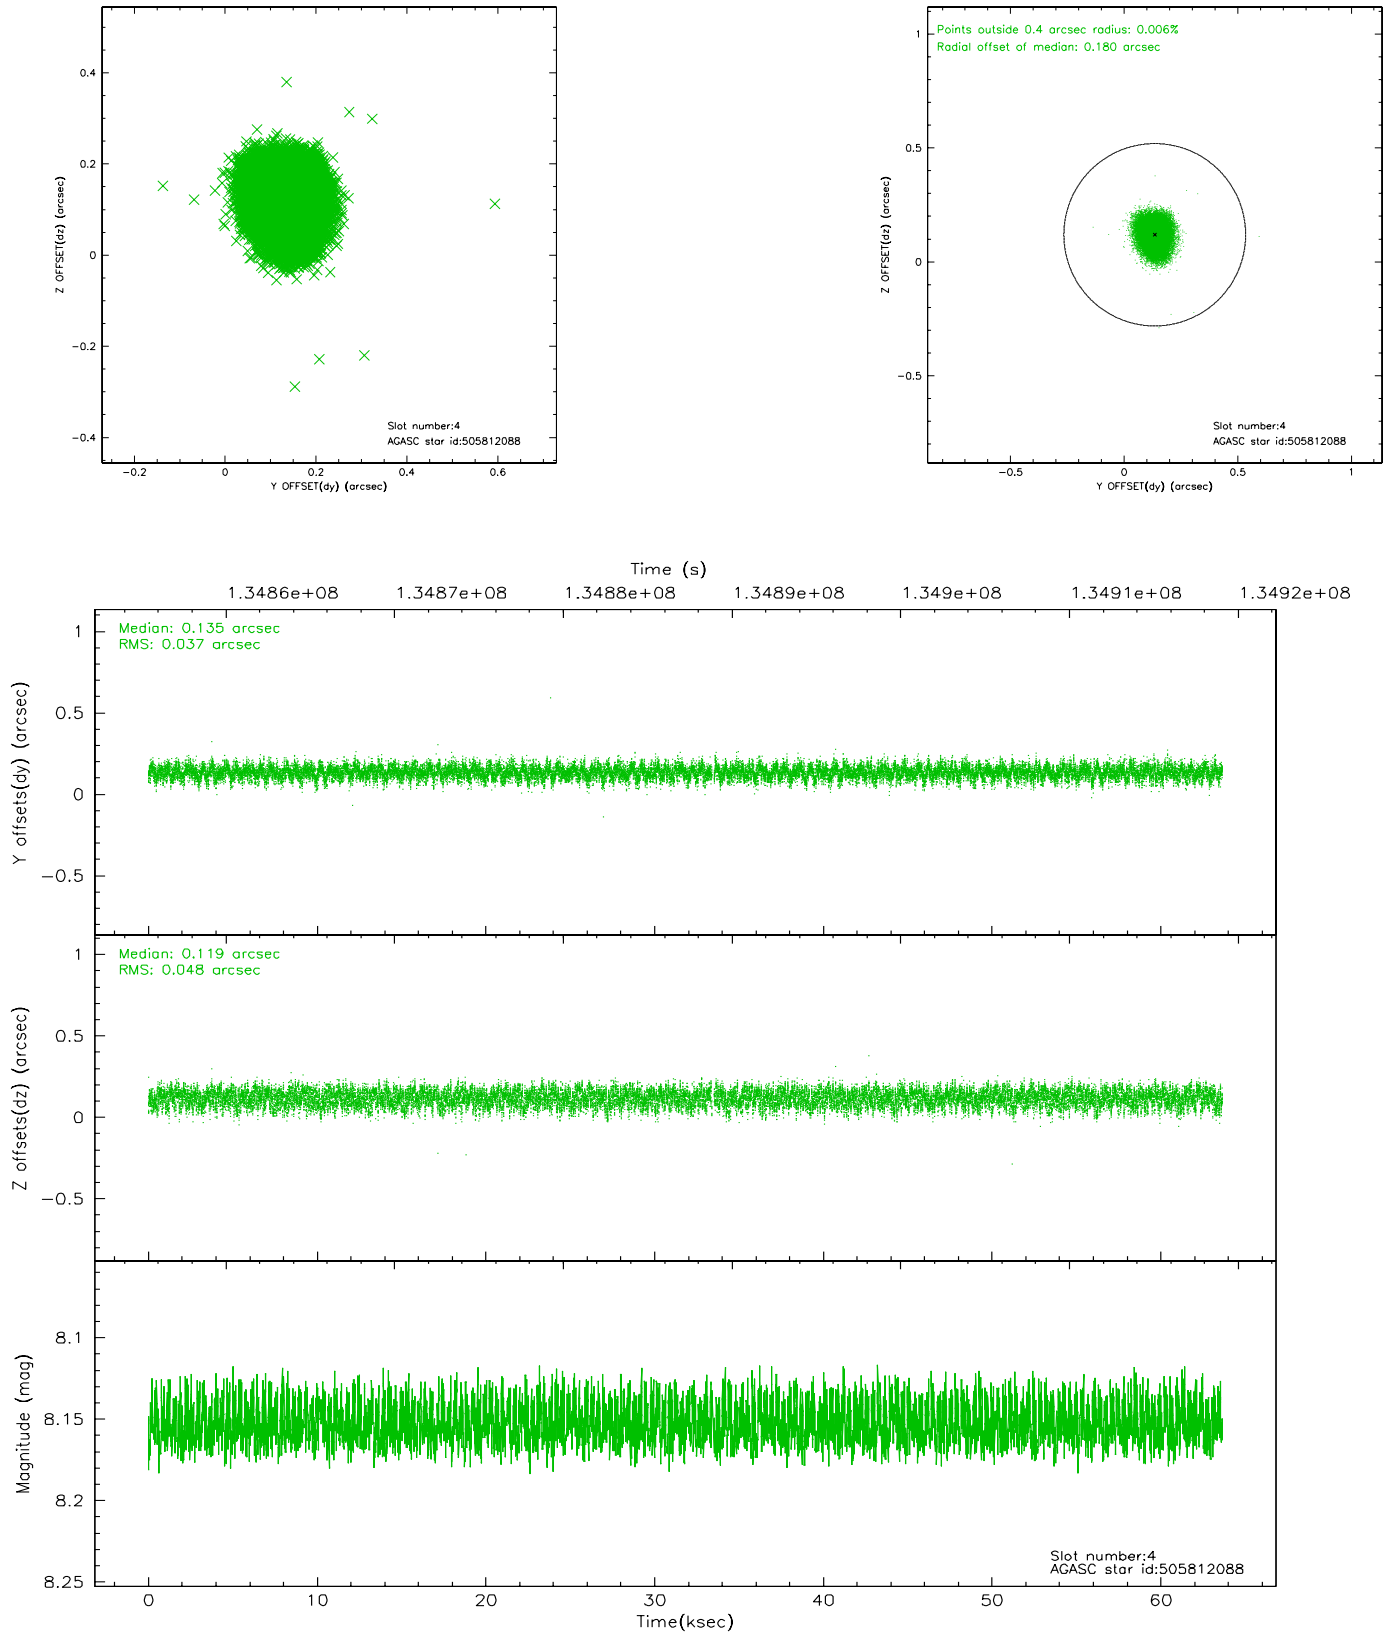 0.4
0.2
0
−0.2
−0.4
Z OFFSET(dz) (arcsec)
Slot number:4
AGASC star id:505812088
−0.2 0 0.2 0.4 0.6
Y OFFSET(dy) (arcsec)
Points outside 0.4 arcsec radius: 0.006%
Radial offset of median: 0.180 arcsec
1
0.5
0
−0.5
Z OFFSET(dz) (arcsec)
Slot number:4
AGASC star id:505812088
−0.5 0 0.5 1
Y OFFSET(dy) (arcsec)
Time (s)
1.3486e+08 1.3487e+08 1.3488e+08 1.3489e+08 1.349e+08 1.3491e+08 1.3492e+08
Median: 0.135 arcsec
RMS: 0.037 arcsec
1
0.5
0
−0.5
Y offsets(dy) (arcsec)
Median: 0.119 arcsec
RMS: 0.048 arcsec
1
0.5
0
−0.5
Z offsets(dz) (arcsec)
8.1
8.15
8.2
8.25
Magnitude (mag)
Slot number:4
AGASC star id:505812088
0 10 20 30 40 50 60
Time(ksec)